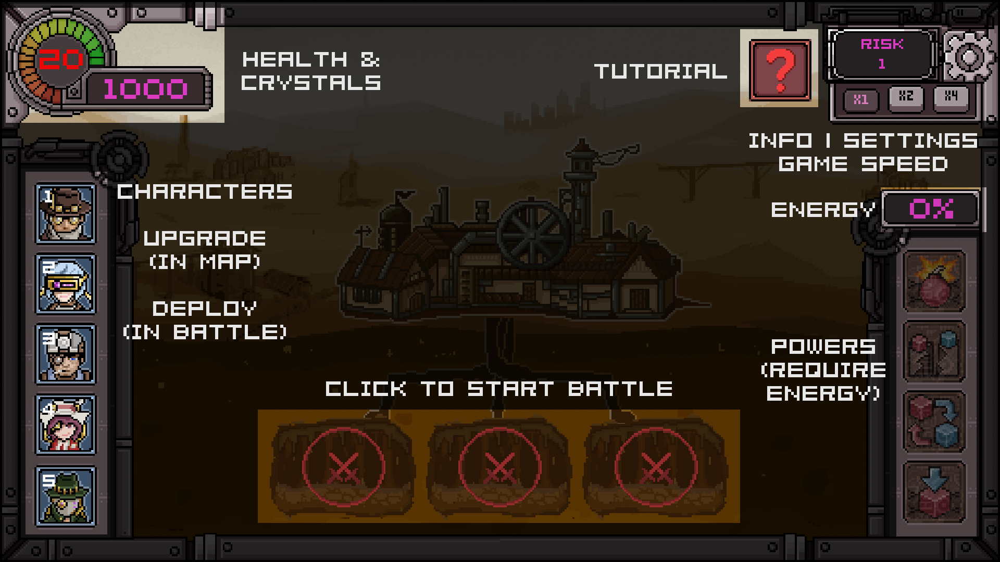 20
1000
HEALTH &
CRYSTALS
TUTORIAL
?
RISK
1
X1 X2 X4
INFO | SETTINGS
GAME SPEED
ENERGY 0%
CHARACTERS
UPGRADE
(IN MAP)
DEPLOY
(IN BATTLE)
1
2
3
4
5
POWERS
(REQUIRE
ENERGY)
CLICK TO START BATTLE